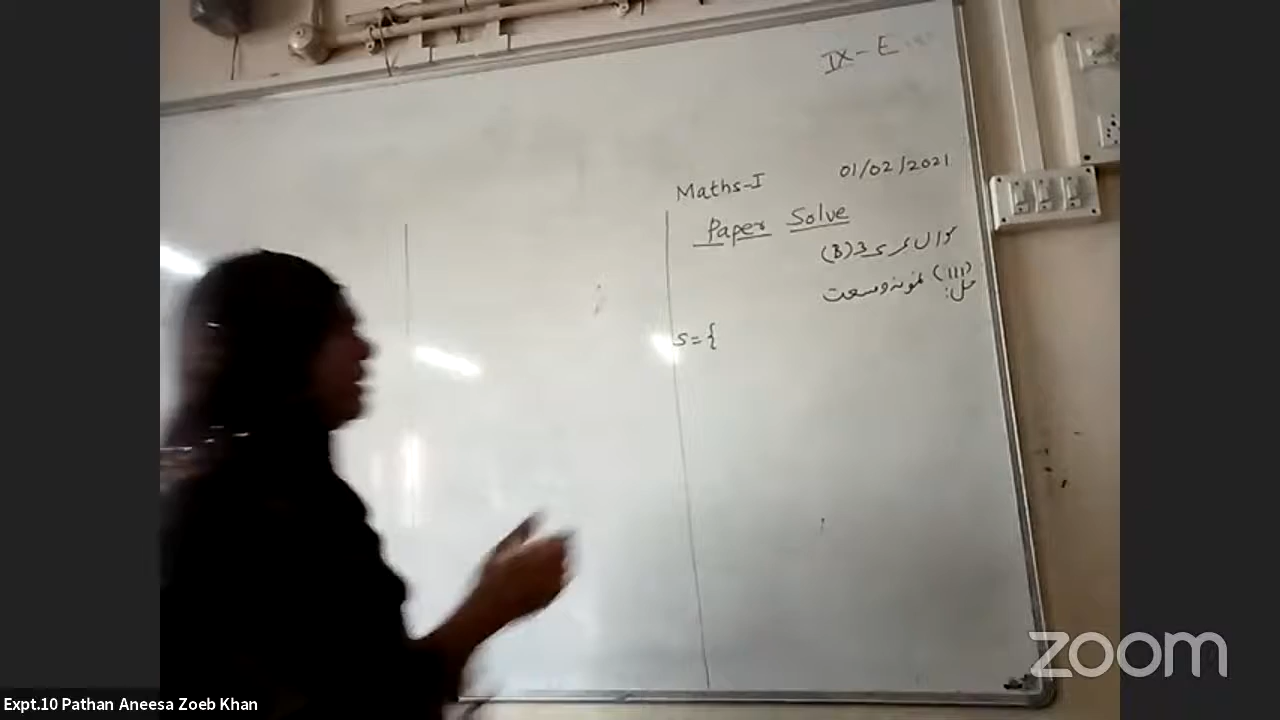 IX-E
Maths-I 01/02/2021
Paper Solve
سوال نمبری 3 (B)
(III) نمونہ وسعت
حل:
S={
zoom
Expt.10 Pathan Aneesa Zoeb Khan